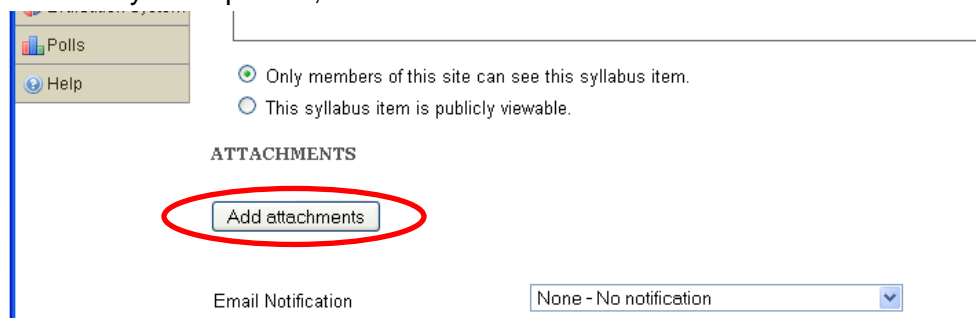 Polls
Help
Only members of this site can see this syllabus item.
This syllabus item is publicly viewable.
ATTACHMENTS
Add attachments
Email Notification
None - No notification